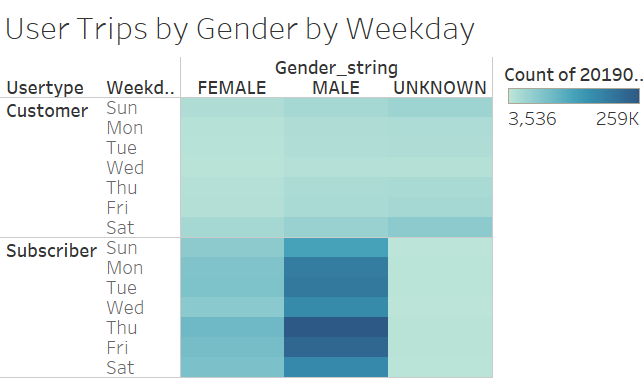 User Trips by Gender by Weekday
Gender_string
Usertype Weekd.. FEMALE MALE UNKNOWN
Customer Sun
Mon
Tue
Wed
Thu
Fri
Sat
Subscriber Sun
Mon
Tue
Wed
Thu
Fri
Sat
Count of 20190..
3,536 259K